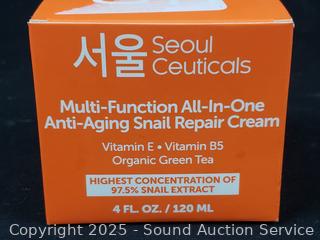 서울 Seoul
Ceuticals
Multi-Function All-In-One
Anti-Aging Snail Repair Cream
Vitamin E • Vitamin B5
Organic Green Tea
HIGHEST CONCENTRATION OF
97.5% SNAIL EXTRACT
4 FL. OZ. / 120 ML
Copyright 2025 - Sound Auction Service